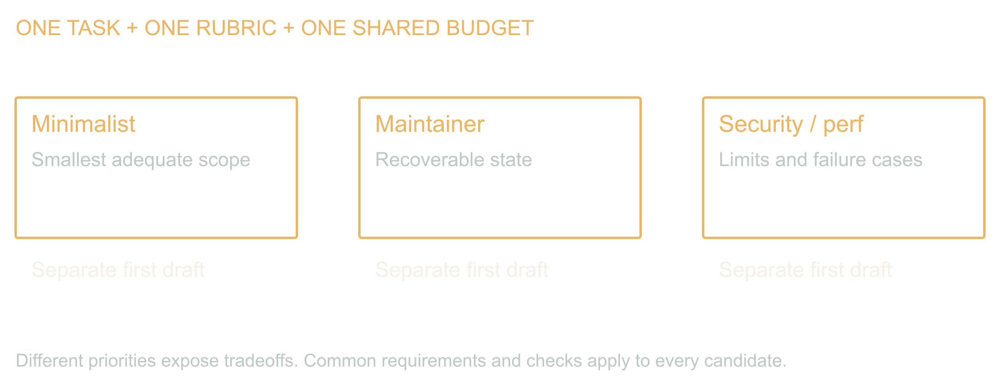 ONE TASK + ONE RUBRIC + ONE SHARED BUDGET
Minimalist
Smallest adequate scope
Separate first draft
Maintainer
Recoverable state
Separate first draft
Security / perf
Limits and failure cases
Separate first draft
Different priorities expose tradeoffs. Common requirements and checks apply to every candidate.